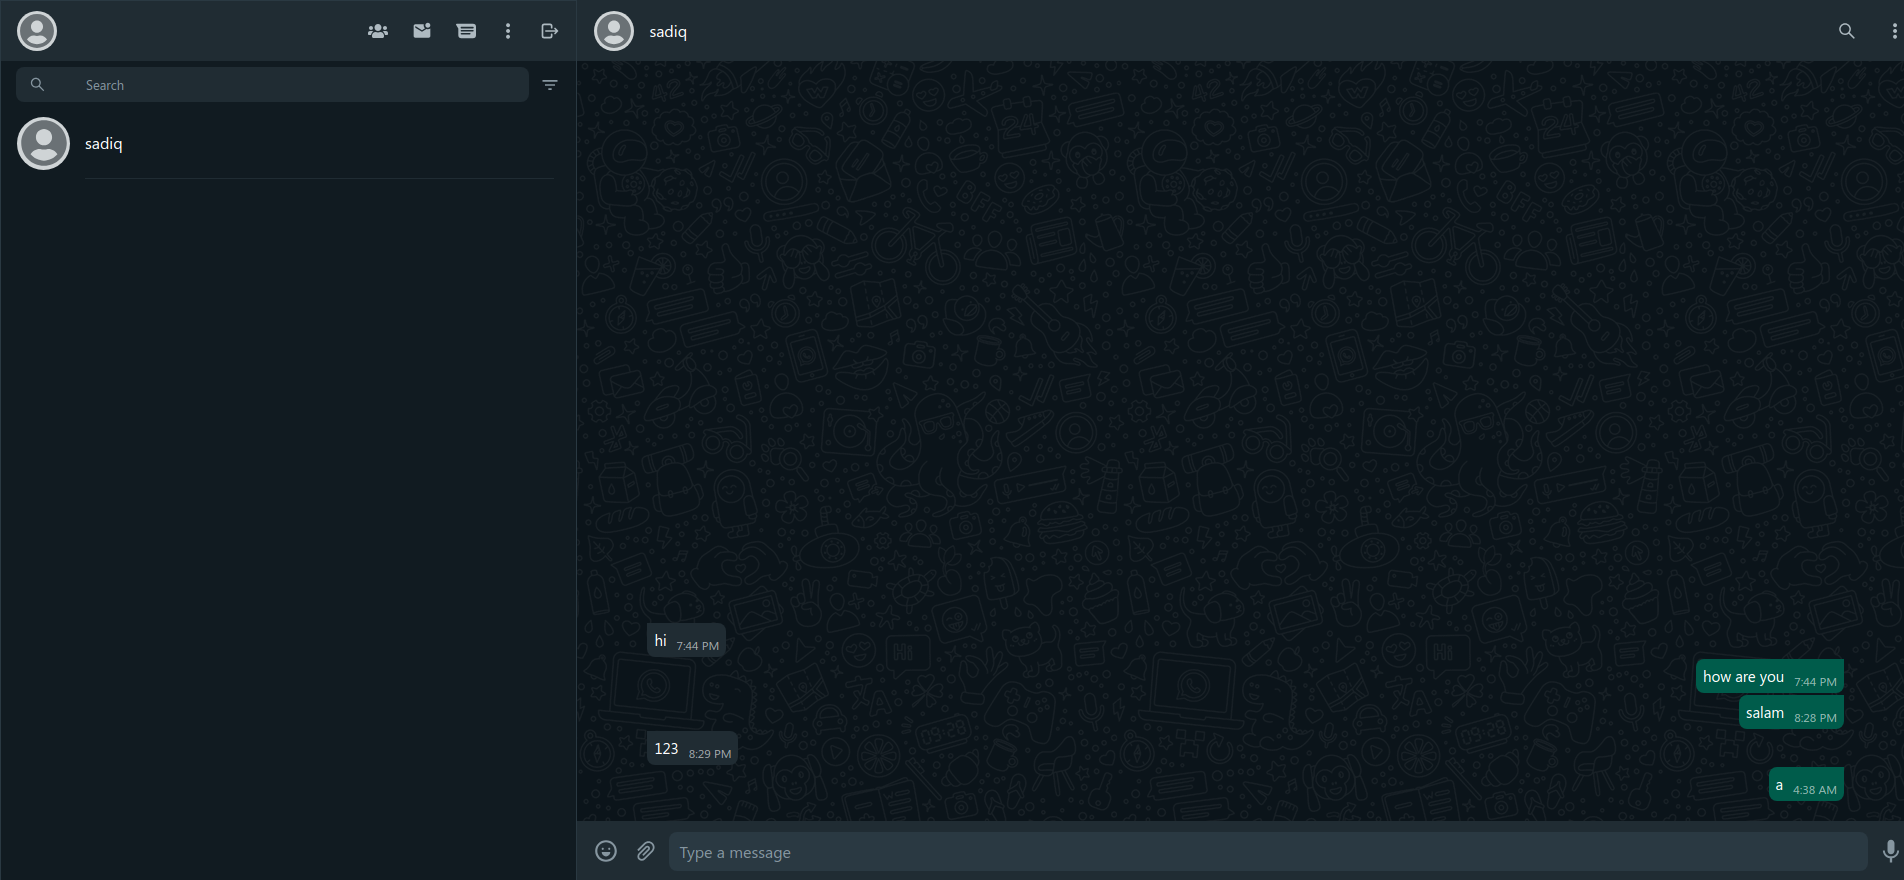 sadiq
Search
sadiq
hi 7:44 PM
how are you 7:44 PM
salam 8:28 PM
123 8:29 PM
a 4:38 AM
Type a message